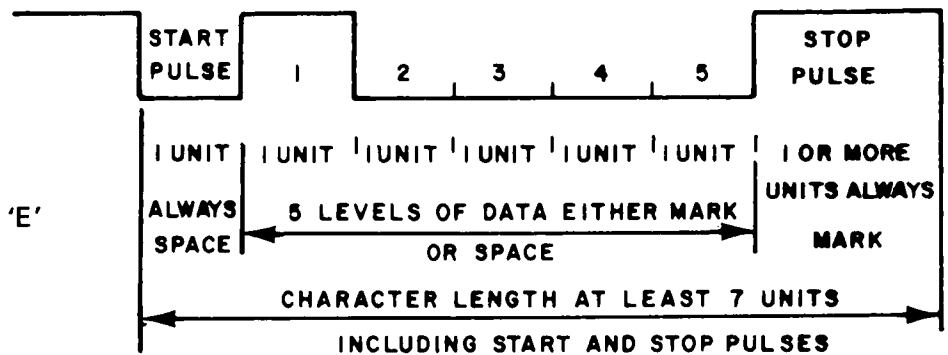 START PULSE
1
2
3
4
5
STOP PULSE
1 UNIT
1 UNIT
1 UNIT
1 UNIT
1 UNIT
1 UNIT
1 OR MORE
UNITS ALWAYS
MARK
'E'
ALWAYS
SPACE
5 LEVELS OF DATA EITHER MARK
OR SPACE
CHARACTER LENGTH AT LEAST 7 UNITS
INCLUDING START AND STOP PULSES